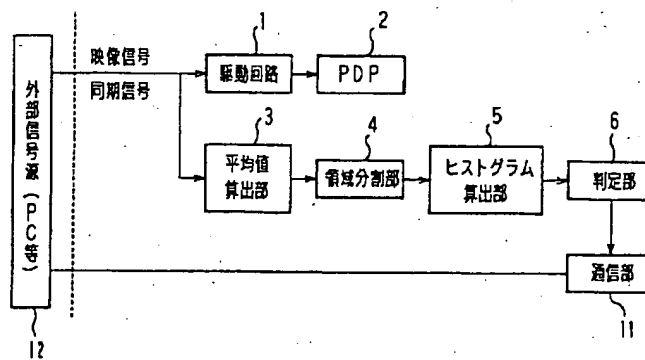 1
2
映像信号
同期信号
駆動回路
PDP
3
4
5
6
平均値
算出部
領域分割部
ヒストグラム
算出部
判定部
通信部
11
外部信号源(PC等)
12